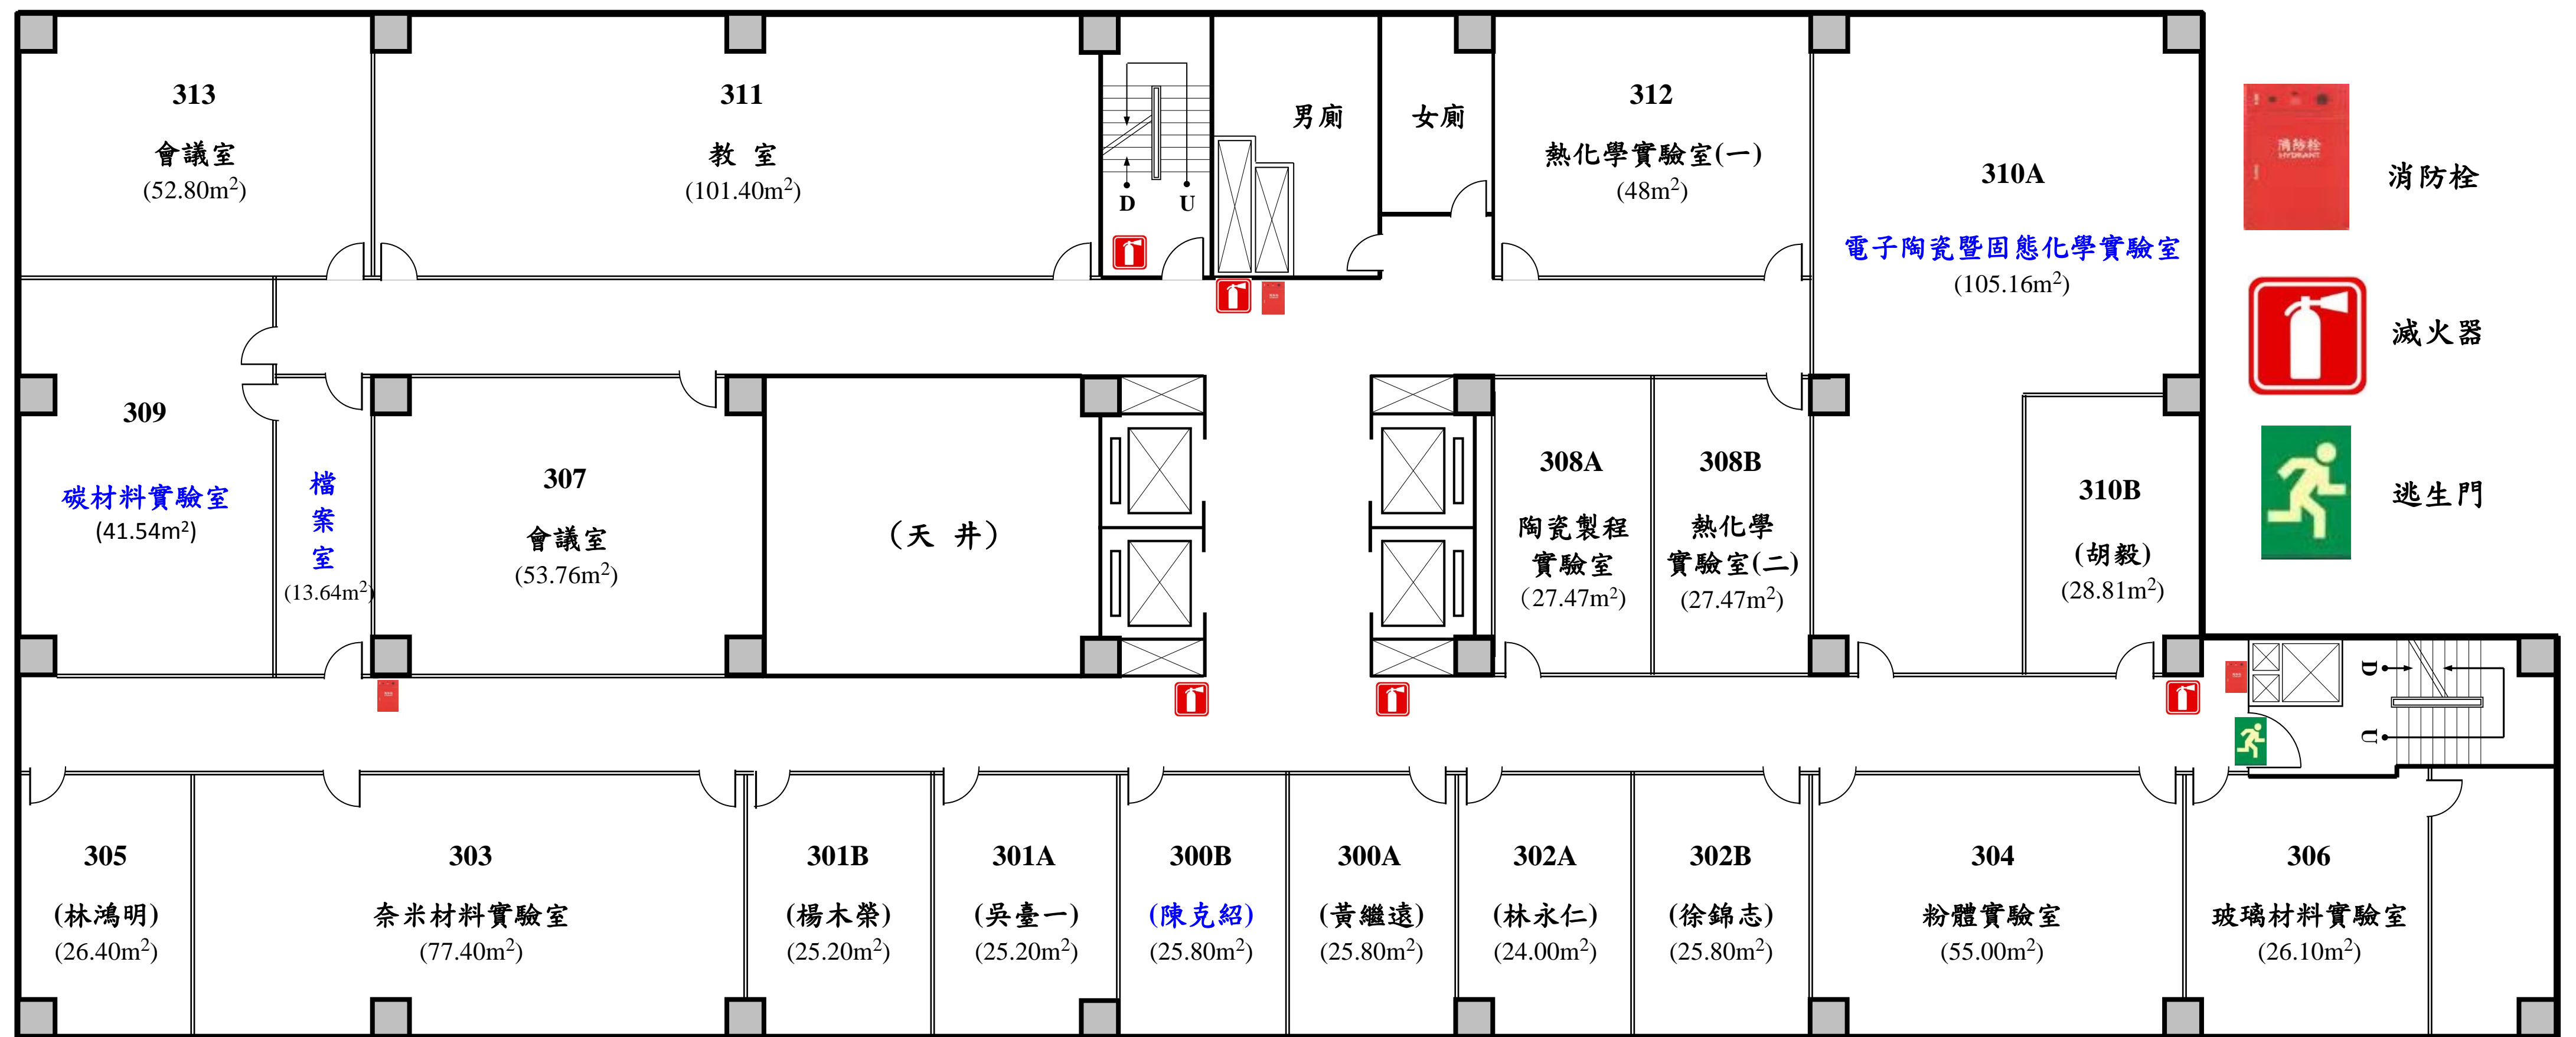 313
會議室
(52.80m²)
311
教 室
(101.40m²)
D
U
男廁
女廁
312
熱化學實驗室(一)
(48m²)
310A
電子陶瓷暨固態化學實驗室
(105.16m²)
消防栓
HYDRANT
消防栓
滅火器
逃生門
309
碳材料實驗室
(41.54m²)
檔
案
室
(13.64m²)
307
會議室
(53.76m²)
(天 井)
308A
陶瓷製程
實驗室
(27.47m²)
308B
熱化學
實驗室(二)
(27.47m²)
310B
(胡毅)
(28.81m²)
D
U
305
(林鴻明)
(26.40m²)
303
奈米材料實驗室
(77.40m²)
301B
(楊木榮)
(25.20m²)
301A
(吳臺一)
(25.20m²)
300B
(陳克紹)
(25.80m²)
300A
(黃繼遠)
(25.80m²)
302A
(林永仁)
(24.00m²)
302B
(徐錦志)
(25.80m²)
304
粉體實驗室
(55.00m²)
306
玻璃材料實驗室
(26.10m²)